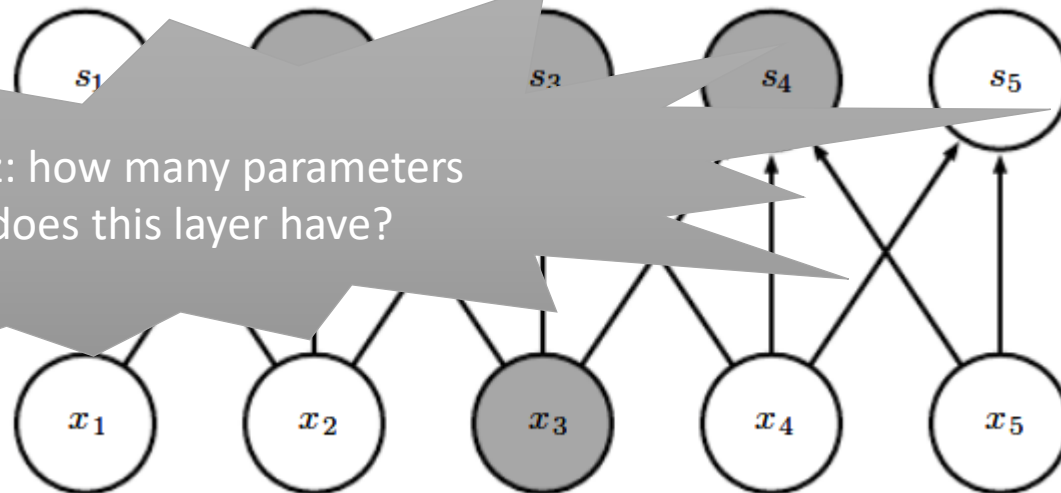 s₁ s₃ s₄ s₅
: how many parameters
does this layer have?
x₁ x₂ x₃ x₄ x₅